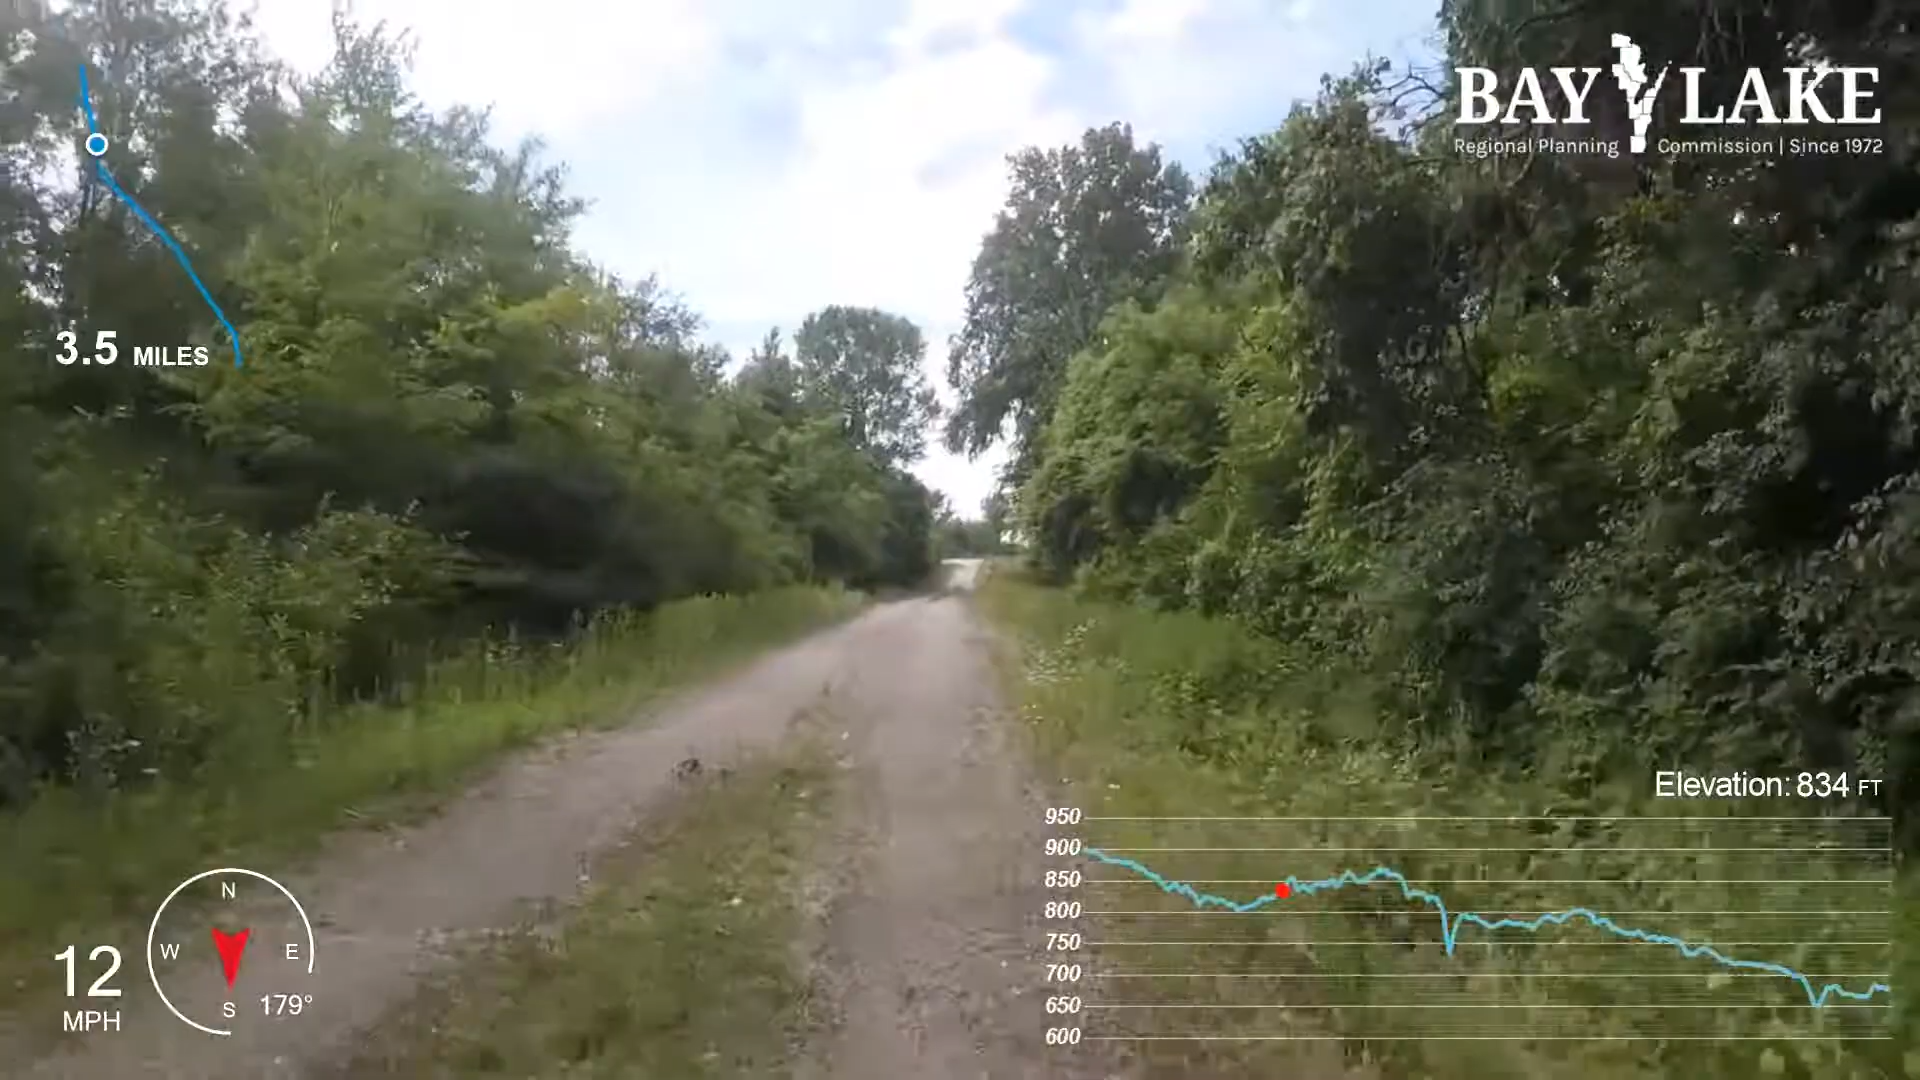 BAY LAKE
Regional Planning Commission | Since 1972
3.5 MILES
Elevation: 834 FT
950
900
850
800
750
700
650
600
N
W E
S 179°
12
MPH